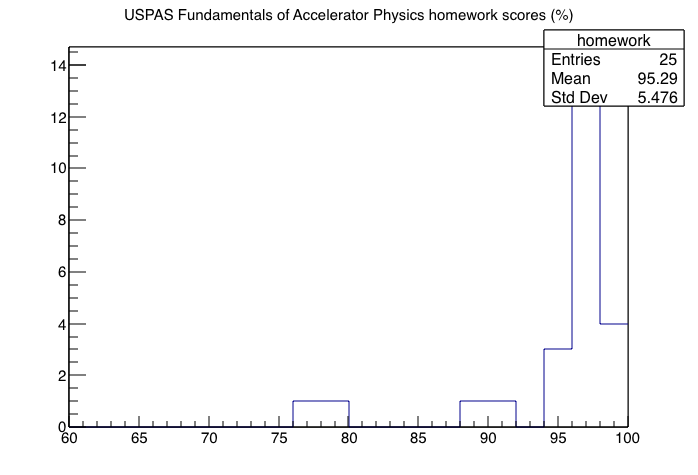 USPAS Fundamentals of Accelerator Physics homework scores (%)
homework
Entries 25
Mean 95.29
Std Dev 5.476
14
12
10
8
6
4
2
0
60 65 70 75 80 85 90 95 100